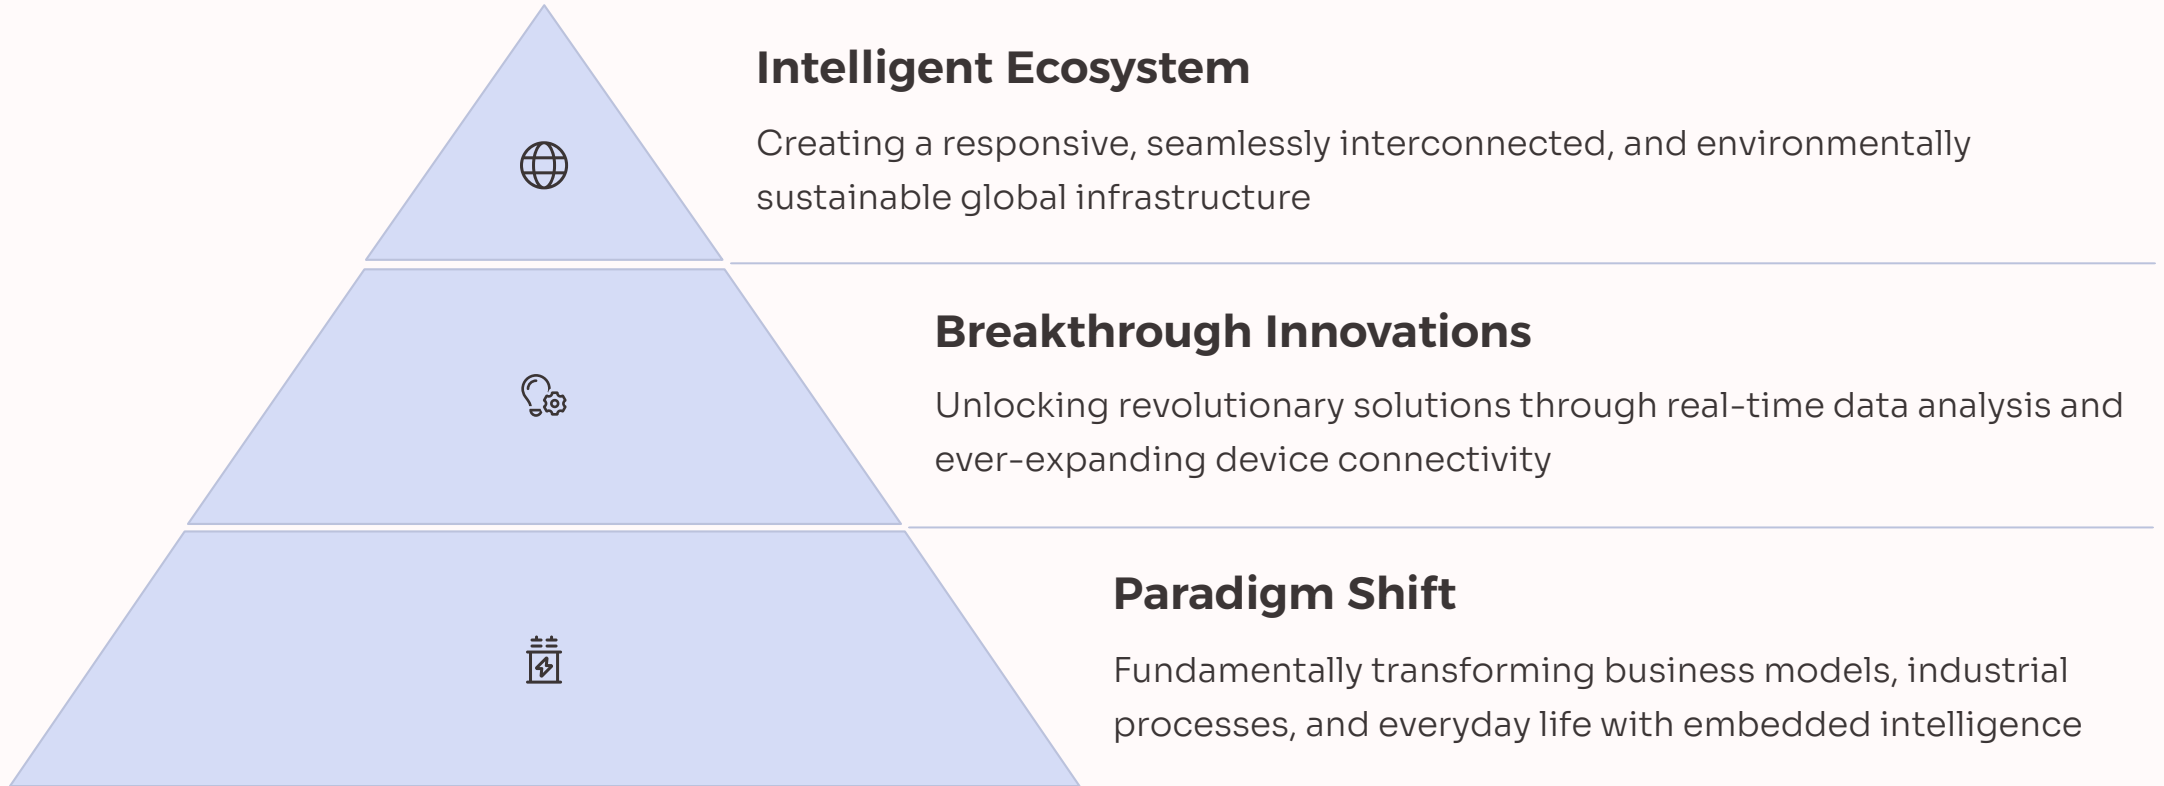 Intelligent Ecosystem
Creating a responsive, seamlessly interconnected, and environmentally
sustainable global infrastructure
Breakthrough Innovations
Unlocking revolutionary solutions through real-time data analysis and
ever-expanding device connectivity
Paradigm Shift
Fundamentally transforming business models, industrial
processes, and everyday life with embedded intelligence